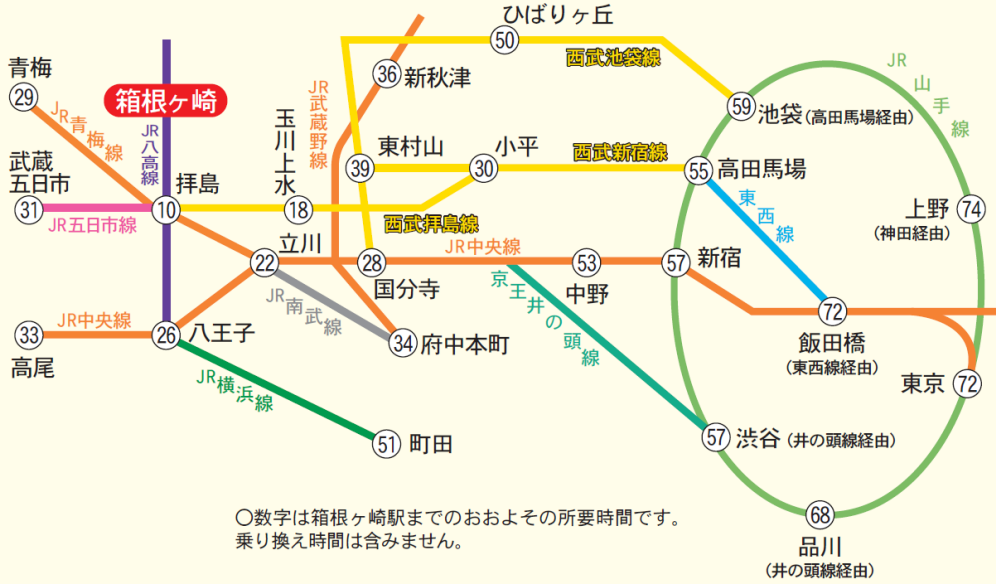 ひばりヶ丘
50
西武池袋線
JR山手線
青梅
29
箱根ヶ崎
36
新秋津
JR武蔵野線
59
池袋(高田馬場経由)
JR青梅線
JR八高線
玉川上水
東村山
39
小平
30
西武新宿線
55
高田馬場
武蔵
五日市
31
拝島
10
18
JR五日市線
西武拝島線
東西線
上野
74
(神田経由)
立川
22
28
国分寺
JR中央線
53
中野
57
新宿
JR南武線
京王井の頭線
72
飯田橋
(東西線経由)
JR中央線
33
高尾
26
八王子
34
府中本町
東京
72
JR横浜線
51
町田
57
渋谷(井の頭線経由)
68
品川
(井の頭線経由)
○数字は箱根ヶ崎駅までのおおよその所要時間です。
乗り換え時間は含みません。